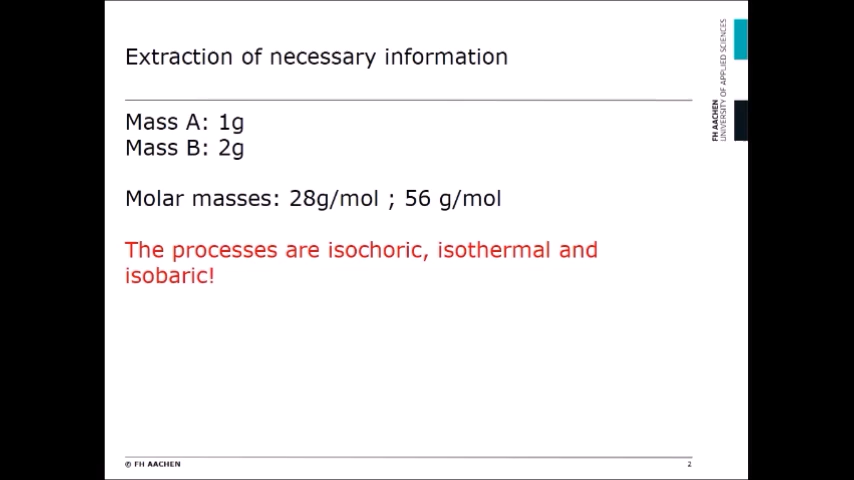 Extraction of necessary information
Mass A: 1g
Mass B: 2g
Molar masses: 28g/mol ; 56 g/mol
The processes are isochoric, isothermal and
isobaric!
FH AACHEN
UNIVERSITY OF APPLIED SCIENCES
© FH AACHEN
2